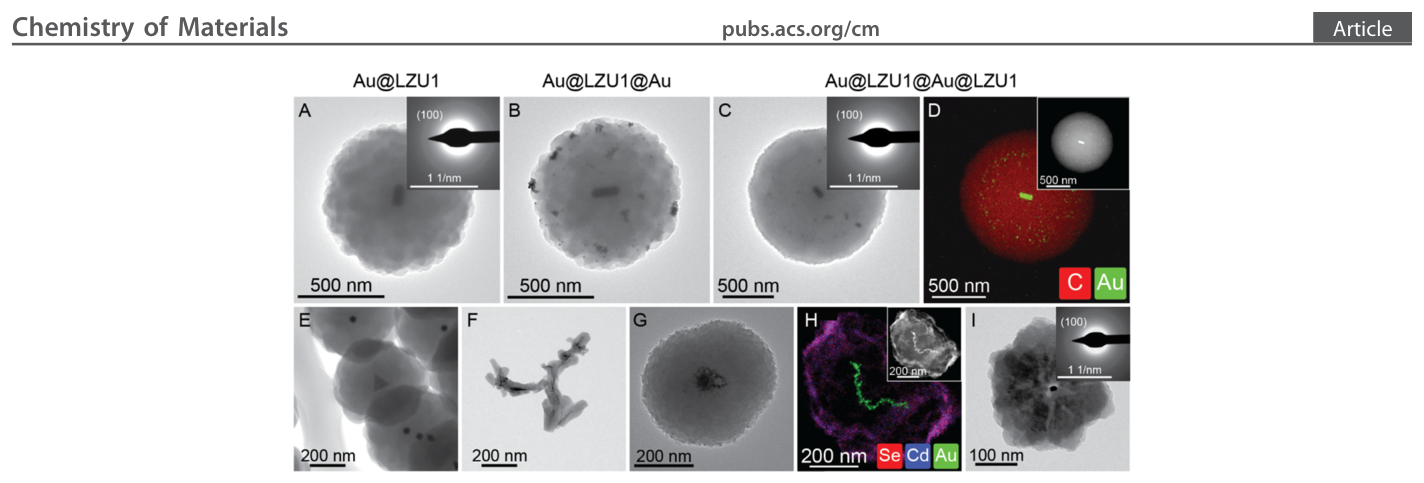 Chemistry of Materials pubs.acs.org/cm Article
Au@LZU1 Au@LZU1@Au Au@LZU1@Au@LZU1
A (100) 1 1/nm 500 nm
B 500 nm
C (100) 1 1/nm 500 nm
D 500 nm 500 nm C Au
E 200 nm
F 200 nm
G 200 nm
H 200 nm 200 nm Se Cd Au
I (100) 1 1/nm 100 nm